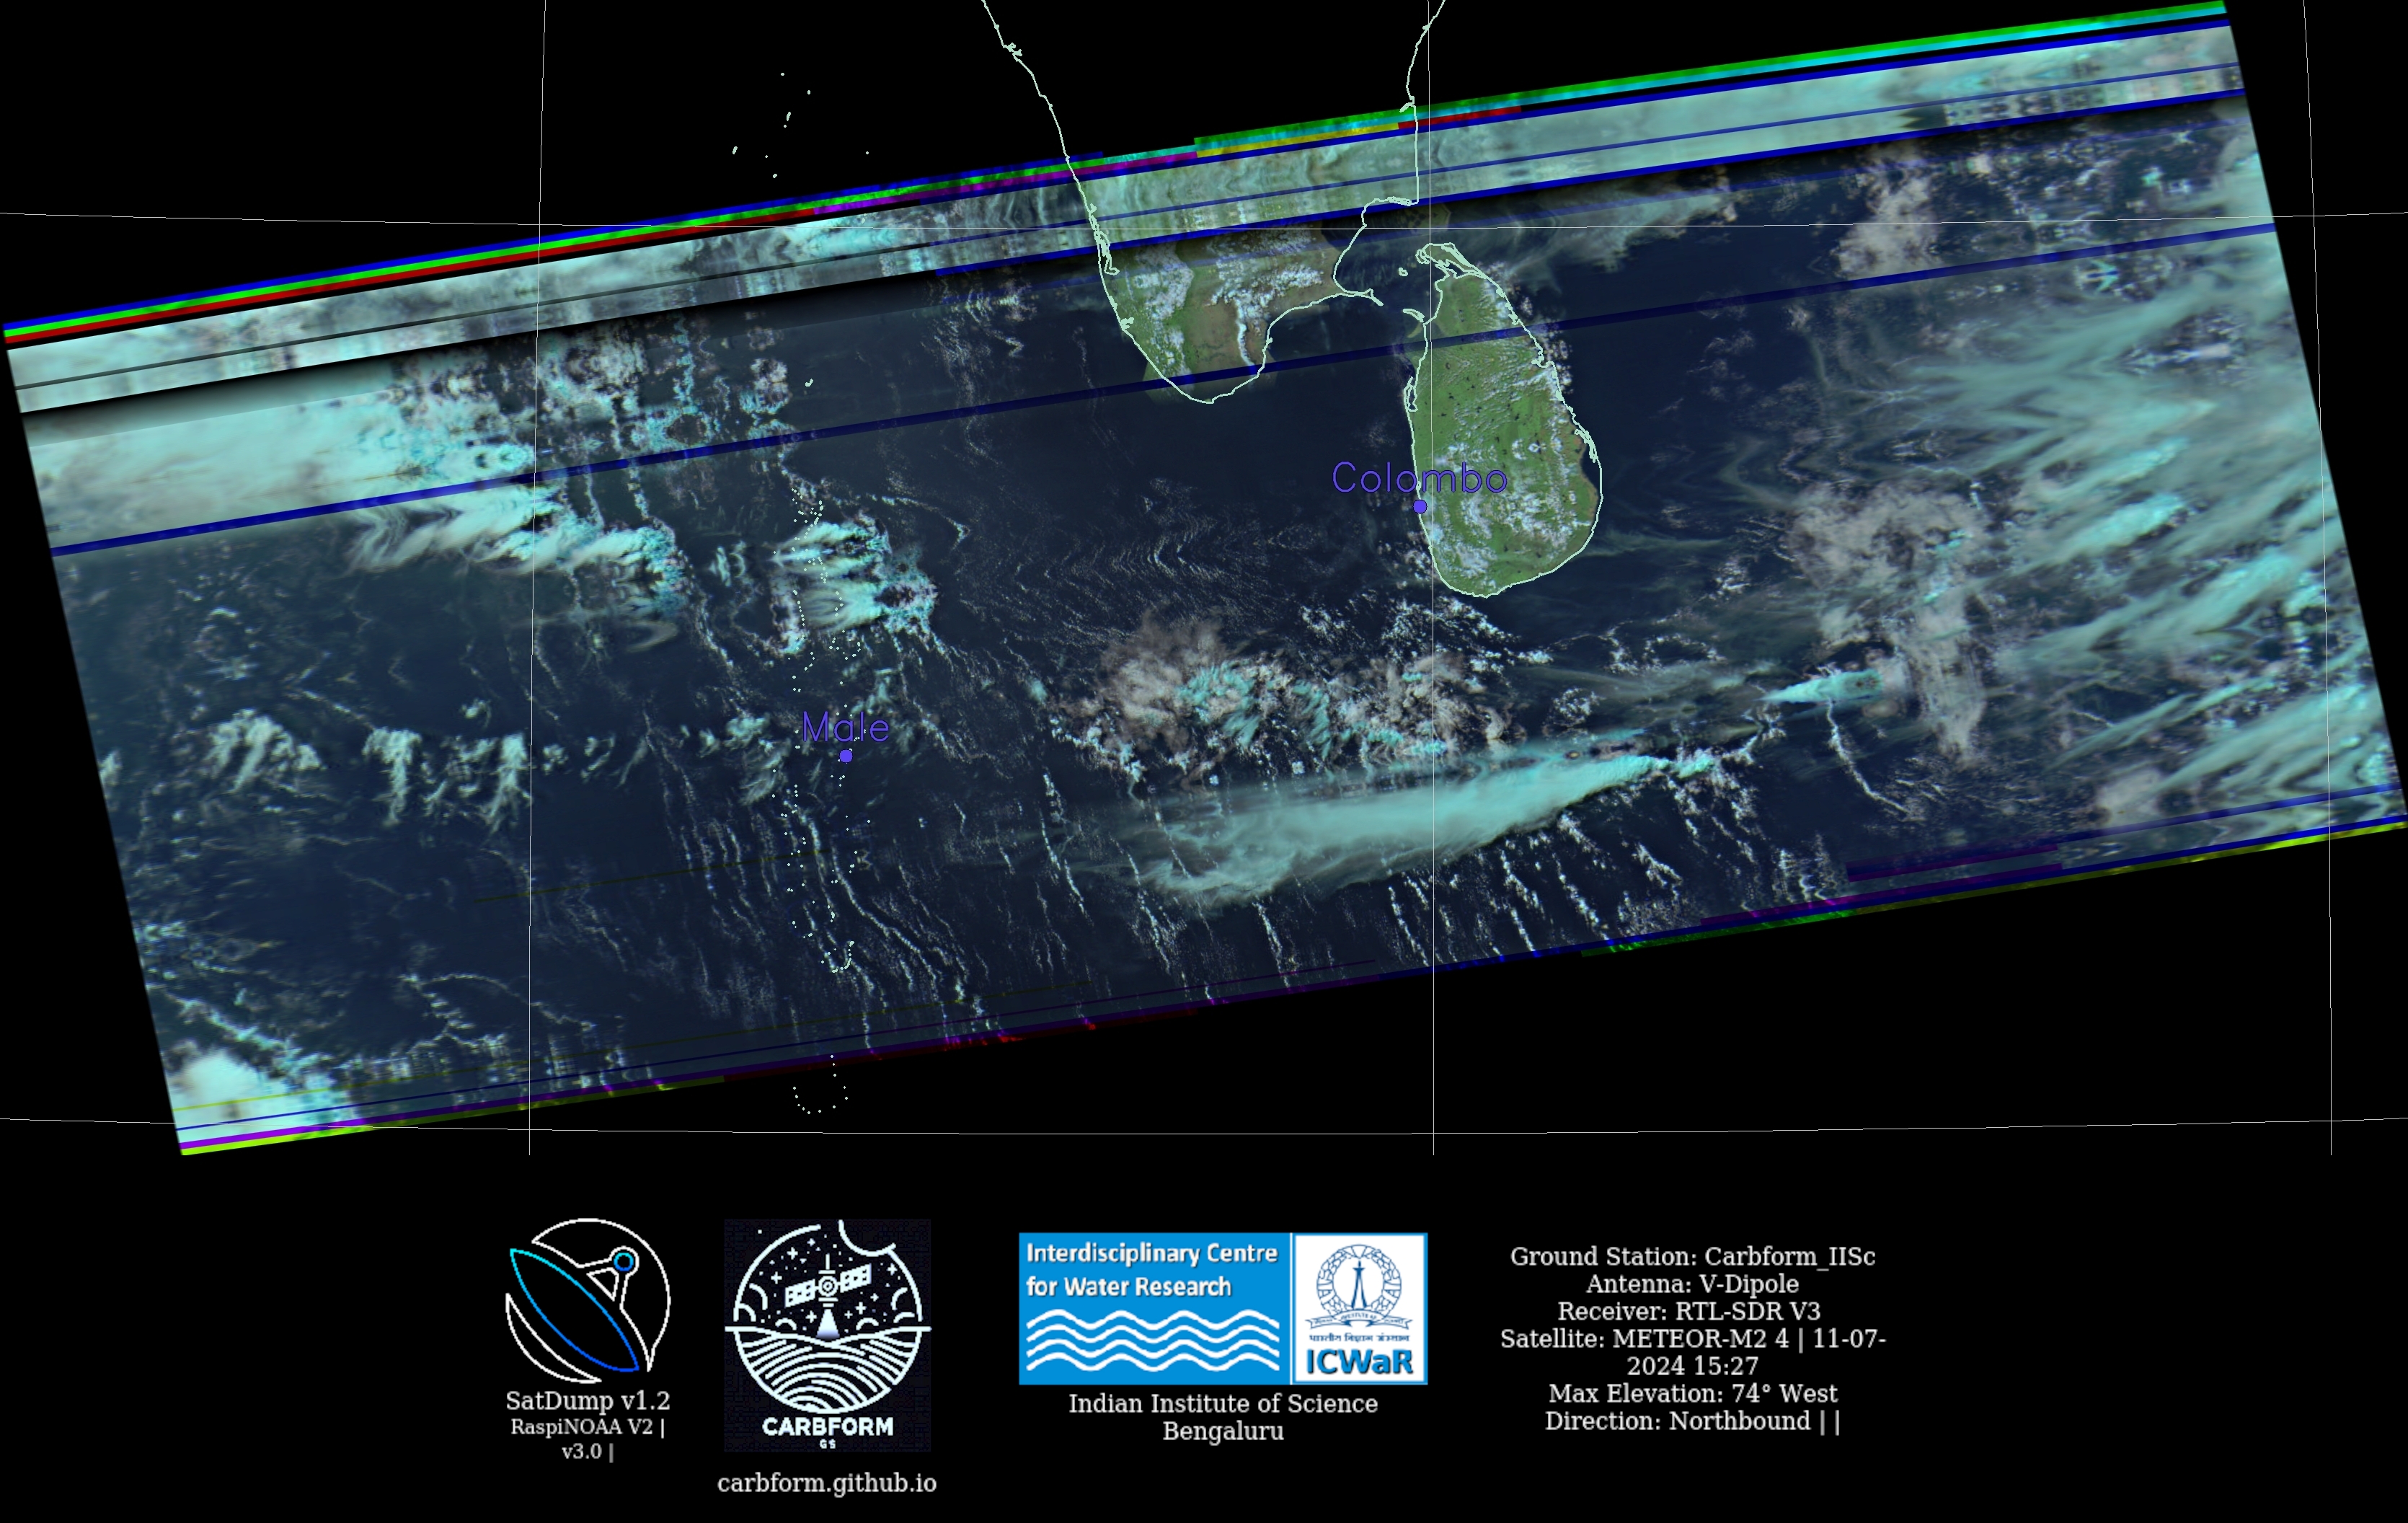 Colombo
Male
Interdisciplinary Centre
for Water Research
भारतीय विज्ञान संस्थान
ICWaR
Indian Institute of Science
Bengaluru
SatDump v1.2
RaspiNOAA V2 |
v3.0 |
CARBFORM
GS
carbform.github.io
Ground Station: Carbform_IISc
Antenna: V-Dipole
Receiver: RTL-SDR V3
Satellite: METEOR-M2 4 | 11-07-
2024 15:27
Max Elevation: 74° West
Direction: Northbound | |